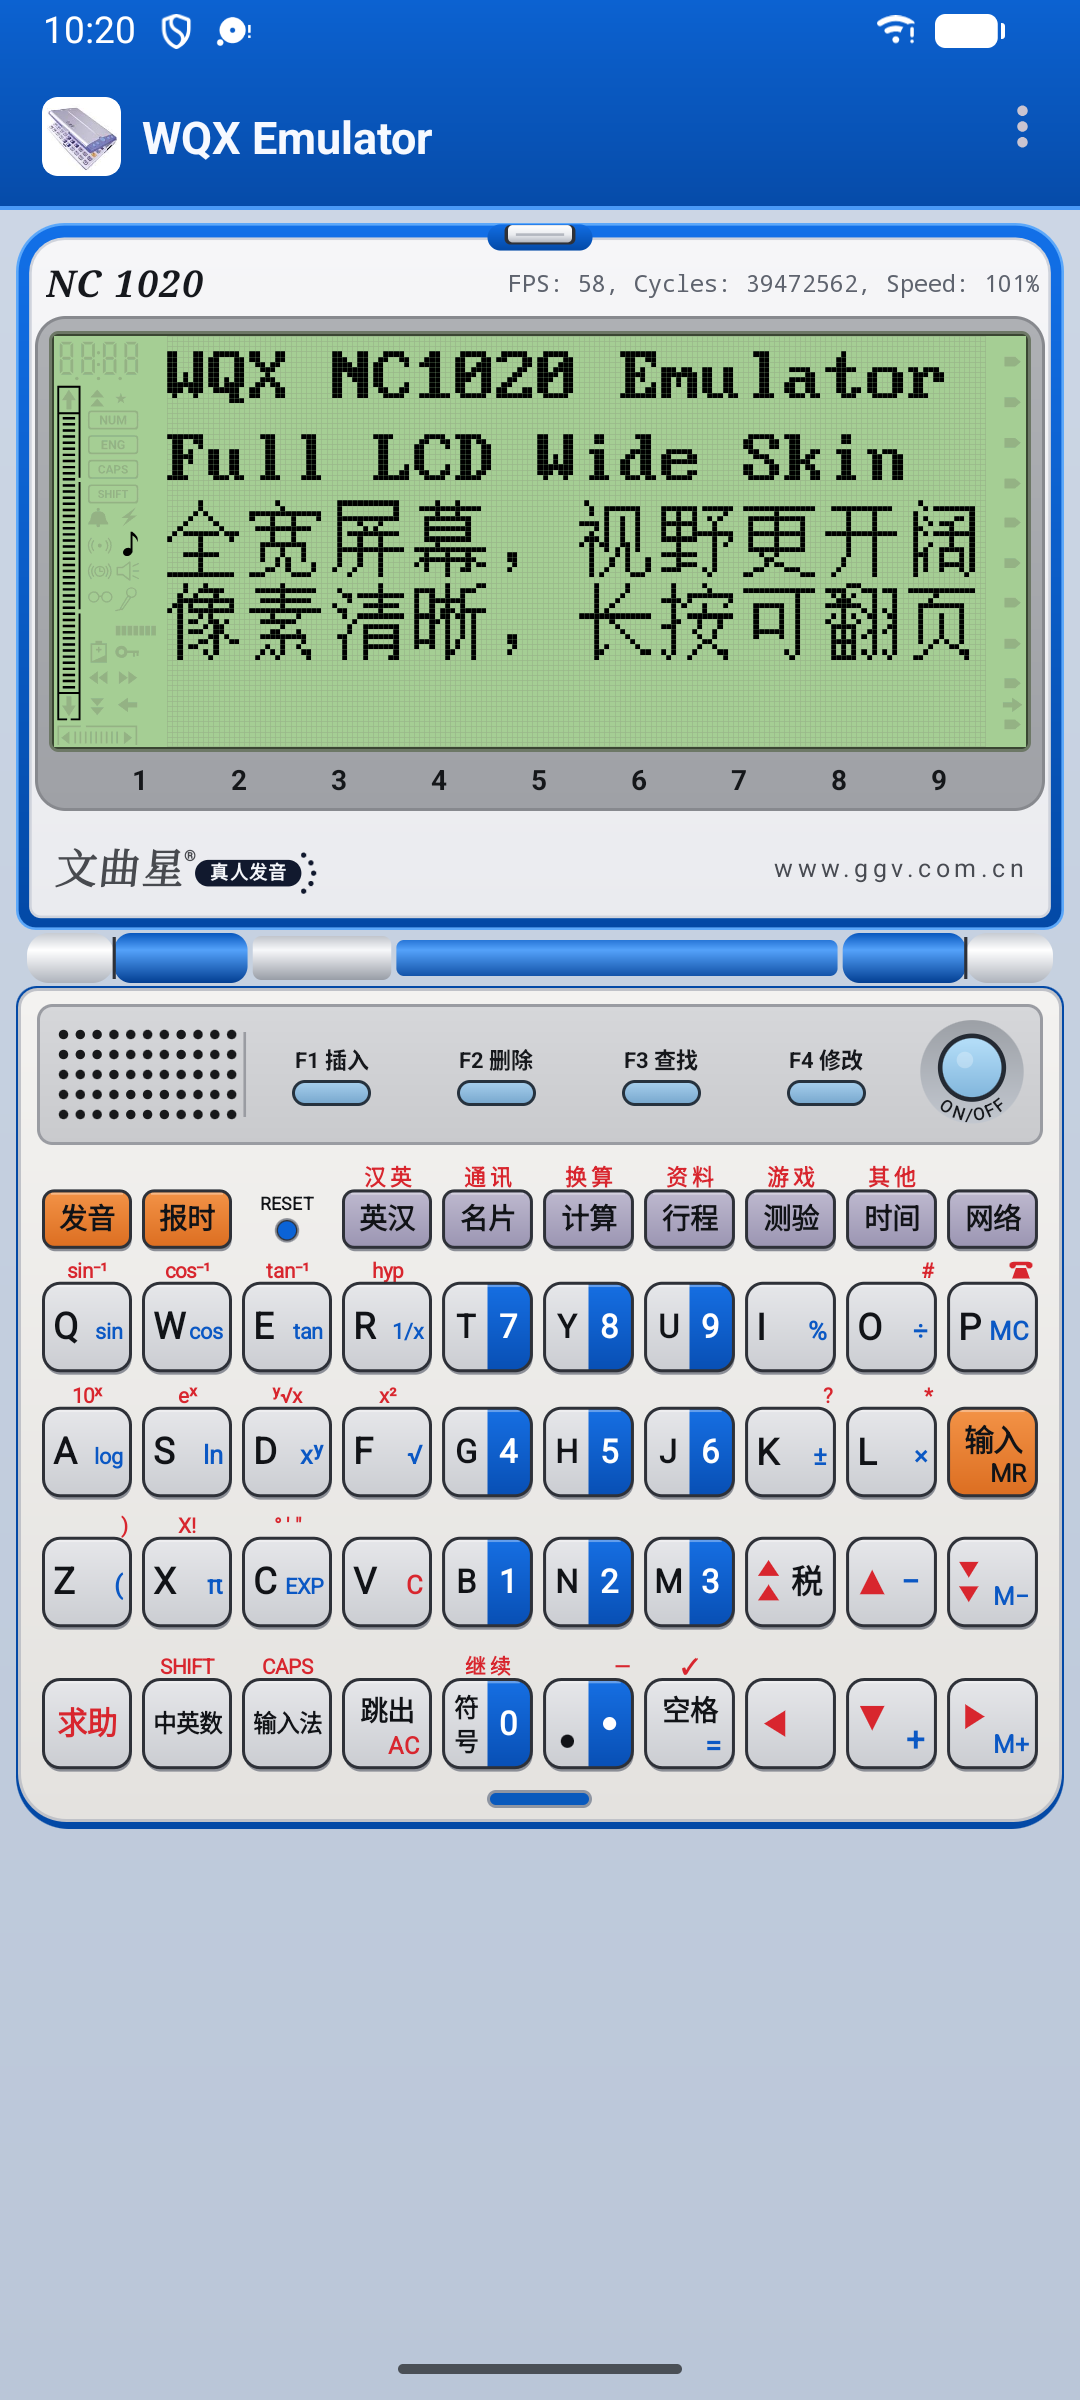 10:20
WQX Emulator
NC 1020 FPS: 58, Cycles: 39472562, Speed: 101%
WQX NC1020 Emulator
Full LCD Wide Skin
全宽屏幕，视野更开阔
像素清晰，长按可翻页
NUM
ENG
CAPS
SHIFT
1 2 3 4 5 6 7 8 9
文曲星® 真人发音 www.ggv.com.cn
F1 插入 F2 删除 F3 查找 F4 修改
ON/OFF
汉英 通讯 换算 资料 游戏 其他
发音 报时 RESET 英汉 名片 计算 行程 测验 时间 网络
sin⁻¹ cos⁻¹ tan⁻¹ hyp #
Q sin W cos E tan R 1/x T 7 Y 8 U 9 I % O ÷ P MC
10ˣ eˣ ʸ√x x² ? *
A log S ln D xʸ F √ G 4 H 5 J 6 K ± L × 输入 MR
) X! ° ' "
Z ( X π C EXP V C B 1 N 2 M 3 税 − M−
SHIFT CAPS 继续 − ✓
求助 中英数 输入法 跳出 AC 符号 0 . • 空格 = + M+